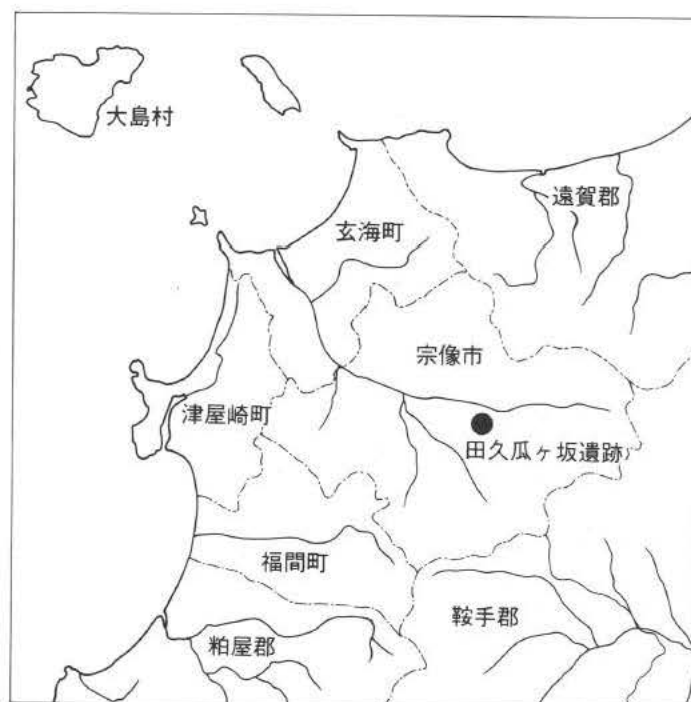 大島村
遠賀郡
玄海町
宗像市
津屋崎町
田久瓜ヶ坂遺跡
福間町
鞍手郡
粕屋郡